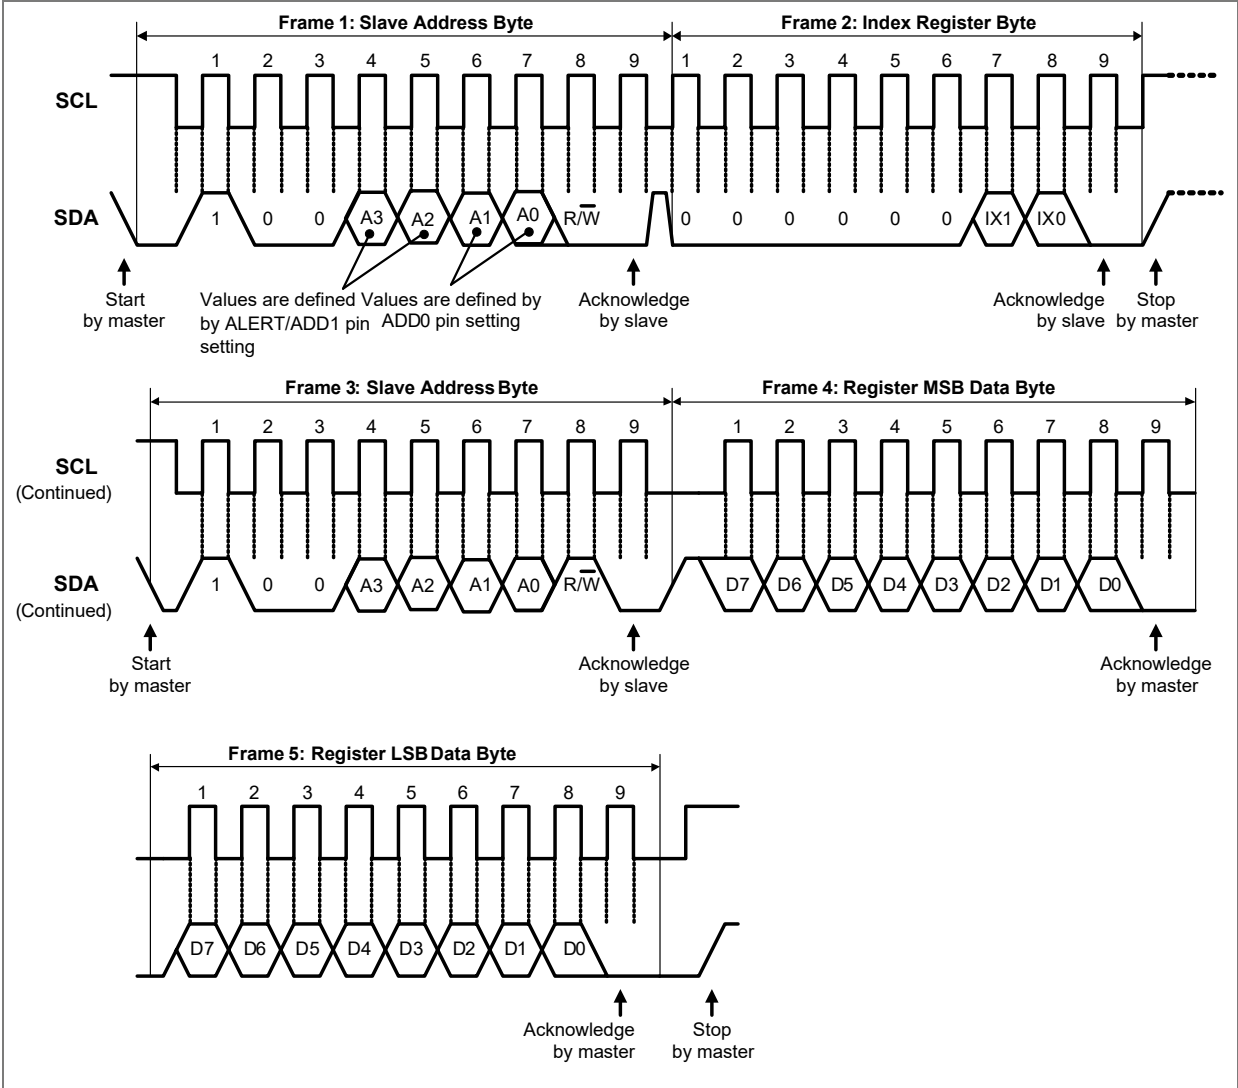 Frame 1: Slave Address Byte Frame 2: Index Register Byte
1 2 3 4 5 6 7 8 9 1 2 3 4 5 6 7 8 9
SCL
SDA 1 0 0 A3 A2 A1 A0 R/W 0 0 0 0 0 0 IX1 IX0
Start
by master
Values are defined
by ALERT/ADD1 pin
setting
Values are defined by
ADD0 pin setting
Acknowledge
by slave
Acknowledge
by slave
Stop
by master
Frame 3: Slave Address Byte Frame 4: Register MSB Data Byte
1 2 3 4 5 6 7 8 9 1 2 3 4 5 6 7 8 9
SCL
(Continued)
SDA 1 0 0 A3 A2 A1 A0 R/W D7 D6 D5 D4 D3 D2 D1 D0
(Continued)
Start
by master
Acknowledge
by slave
Acknowledge
by master
Frame 5: Register LSB Data Byte
1 2 3 4 5 6 7 8 9
D7 D6 D5 D4 D3 D2 D1 D0
Acknowledge
by master
Stop
by master